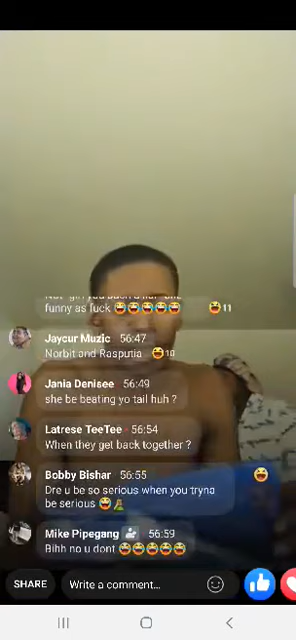 funny as fuck 😂😂😂😂😂 😆11
Jaycur Muzic 56:47
Norbit and Rasputia 😆10
Jania Denisee 56:49
she be beating yo tail huh ?
Latrese TeeTee · 56:54
When they get back together ?
Bobby Bishar · 56:55
Dre u be so serious when you tryna
be serious 😂🤦
Mike Pipegang 56:59
Bihh no u dont 😂😂😂😂😂
SHARE
Write a comment...